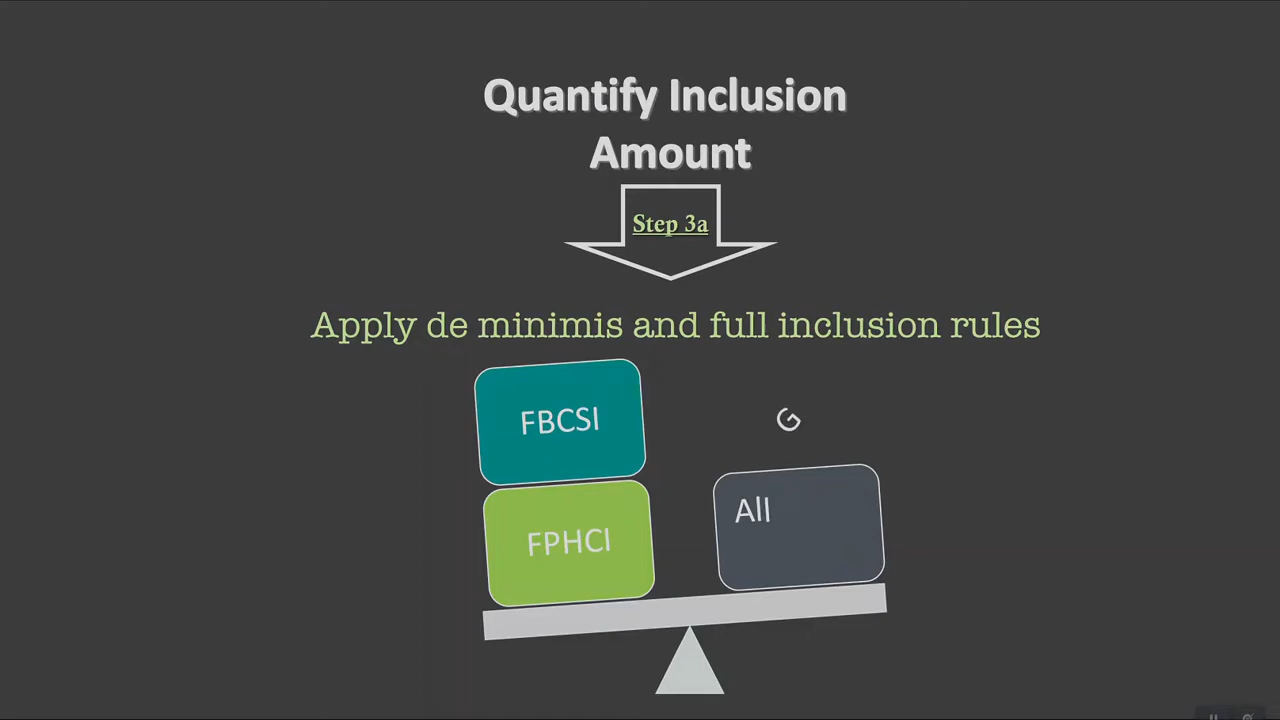 Quantify Inclusion
Amount
Step 3a
Apply de minimis and full inclusion rules
FBCSI
G
FPHCI
All